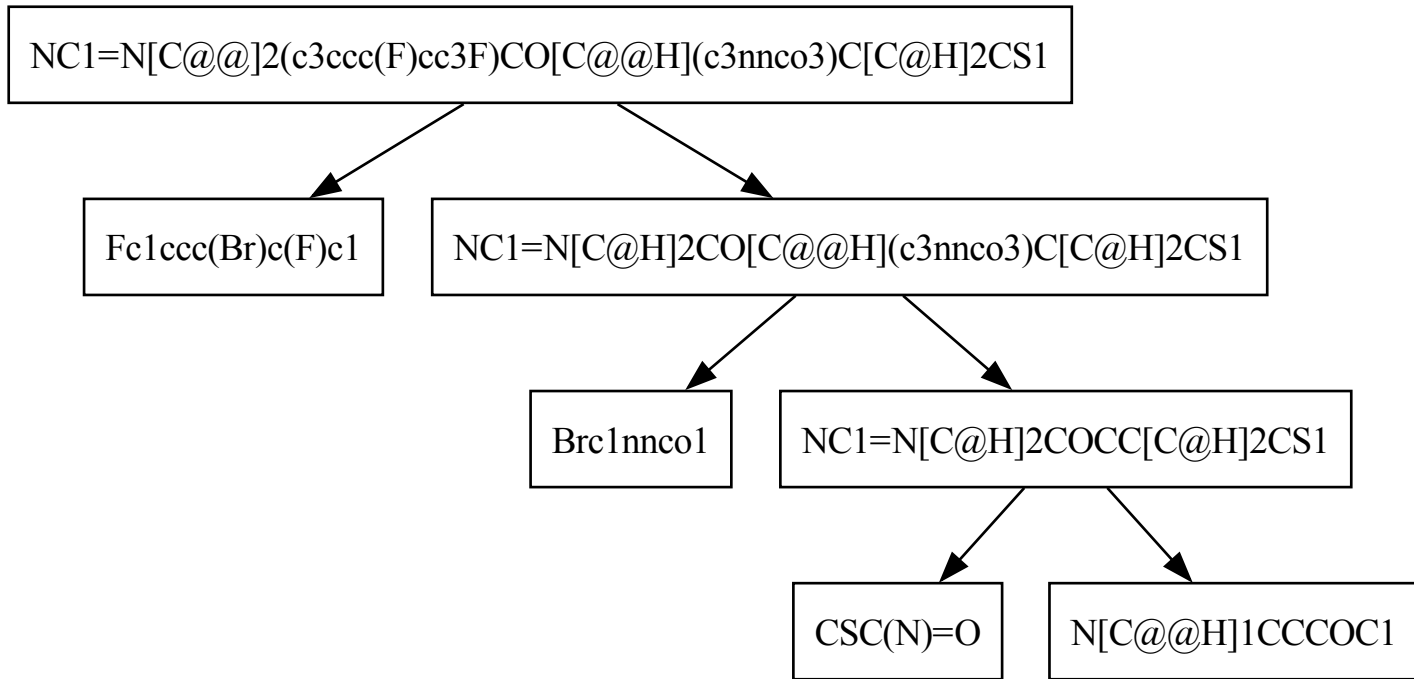 NC1=N[C@@]2(c3ccc(F)cc3F)CO[C@@H](c3nnco3)C[C@H]2CS1
Fc1ccc(Br)c(F)c1
NC1=N[C@H]2CO[C@@H](c3nnco3)C[C@H]2CS1
Brc1nnco1
NC1=N[C@H]2COCC[C@H]2CS1
CSC(N)=O
N[C@@H]1CCCOC1